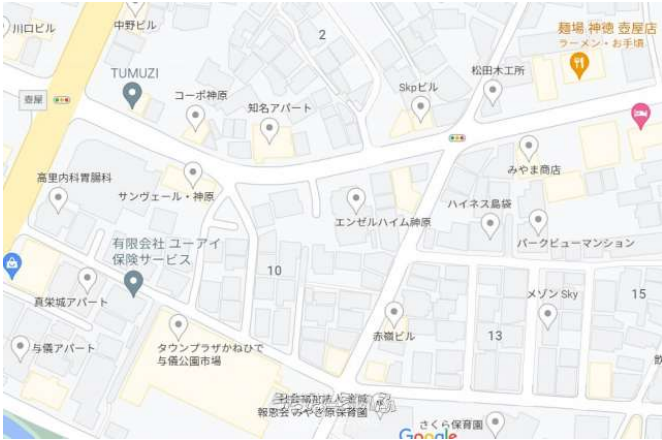 川口ビル
中野ビル
2
麺場 神徳 壺屋店
ラーメン・お手頃
TUMUZI
松田木工所
Skpビル
コーポ神原
知名アパート
壺屋
みやま商店
高里内科胃腸科
サンヴェール・神原
エンゼルハイム神原
ハイネス島袋
パークビューマンション
有限会社 ユーアイ
保険サービス
10
メゾン Sky
15
真栄城アパート
13
赤嶺ビル
与儀アパート
タウンプラザかねひで
与儀公園市場
さくら保育園
Google